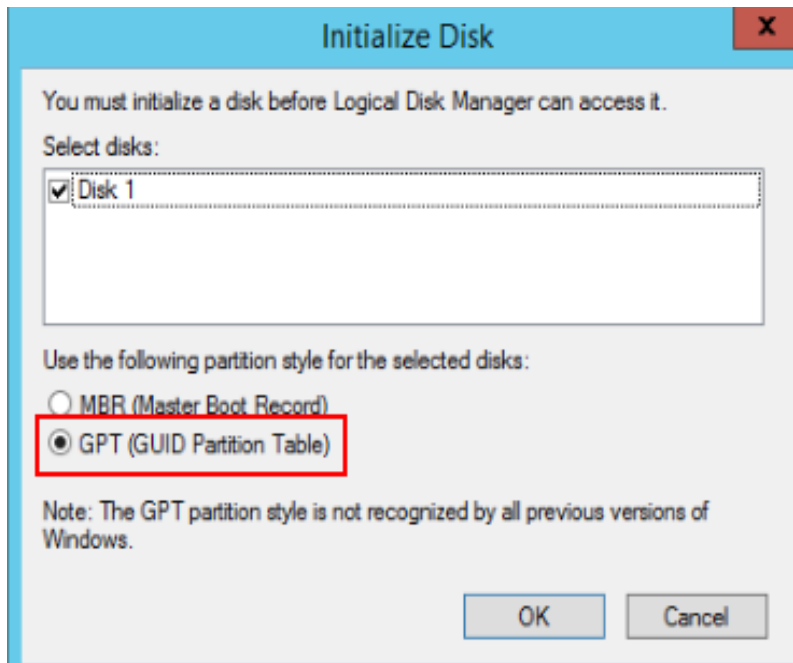 Initialize Disk
x
You must initialize a disk before Logical Disk Manager can access it.
Select disks:
Disk 1
Use the following partition style for the selected disks:
MBR (Master Boot Record)
GPT (GUID Partition Table)
Note: The GPT partition style is not recognized by all previous versions of
Windows.
OK Cancel